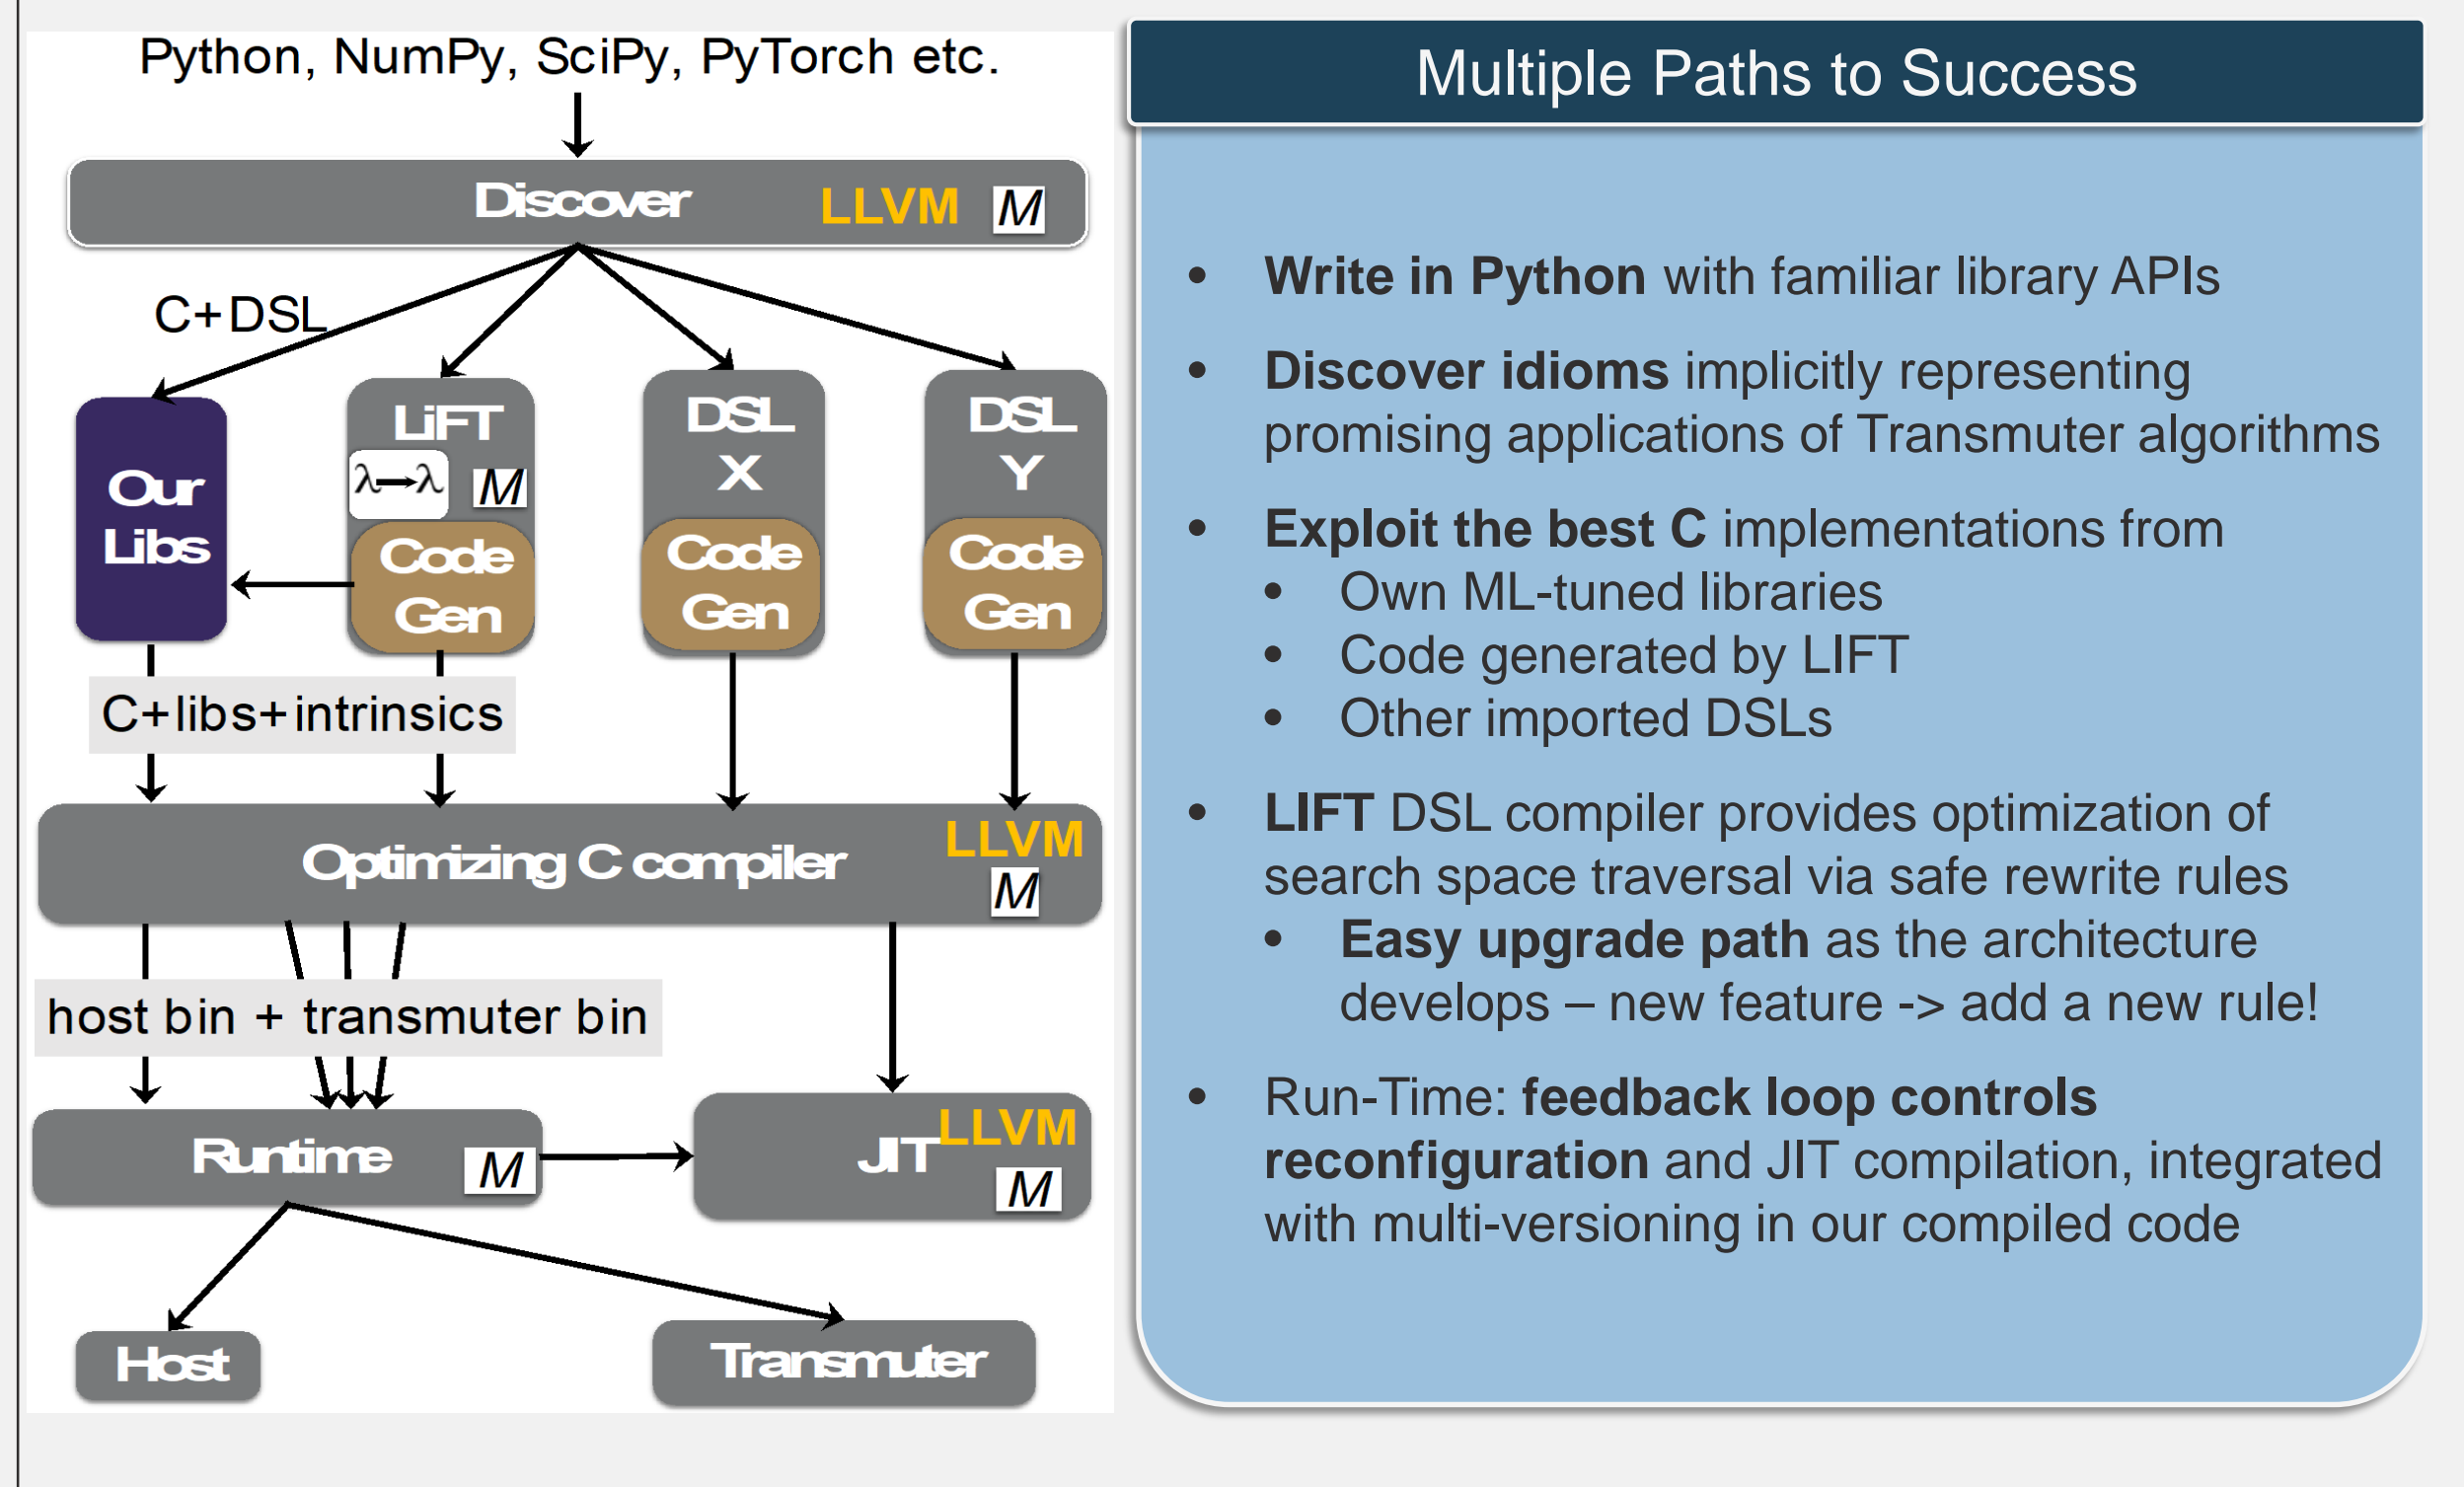 Python, NumPy, SciPy, PyTorch etc.
Discover LLVM M
C+DSL
Our
Libs
LiFT
λ→λ M
Code
Gen
DSL
X
Code
Gen
DSL
Y
Code
Gen
C+libs+intrinsics
Optimizing C compiler LLVM
M
host bin + transmuter bin
Runtime M
JIT LLVM
M
Host
Transmuter
Multiple Paths to Success
• Write in Python with familiar library APIs
• Discover idioms implicitly representing
promising applications of Transmuter algorithms
• Exploit the best C implementations from
• Own ML-tuned libraries
• Code generated by LIFT
• Other imported DSLs
• LIFT DSL compiler provides optimization of
search space traversal via safe rewrite rules
• Easy upgrade path as the architecture
develops – new feature -> add a new rule!
• Run-Time: feedback loop controls
reconfiguration and JIT compilation, integrated
with multi-versioning in our compiled code